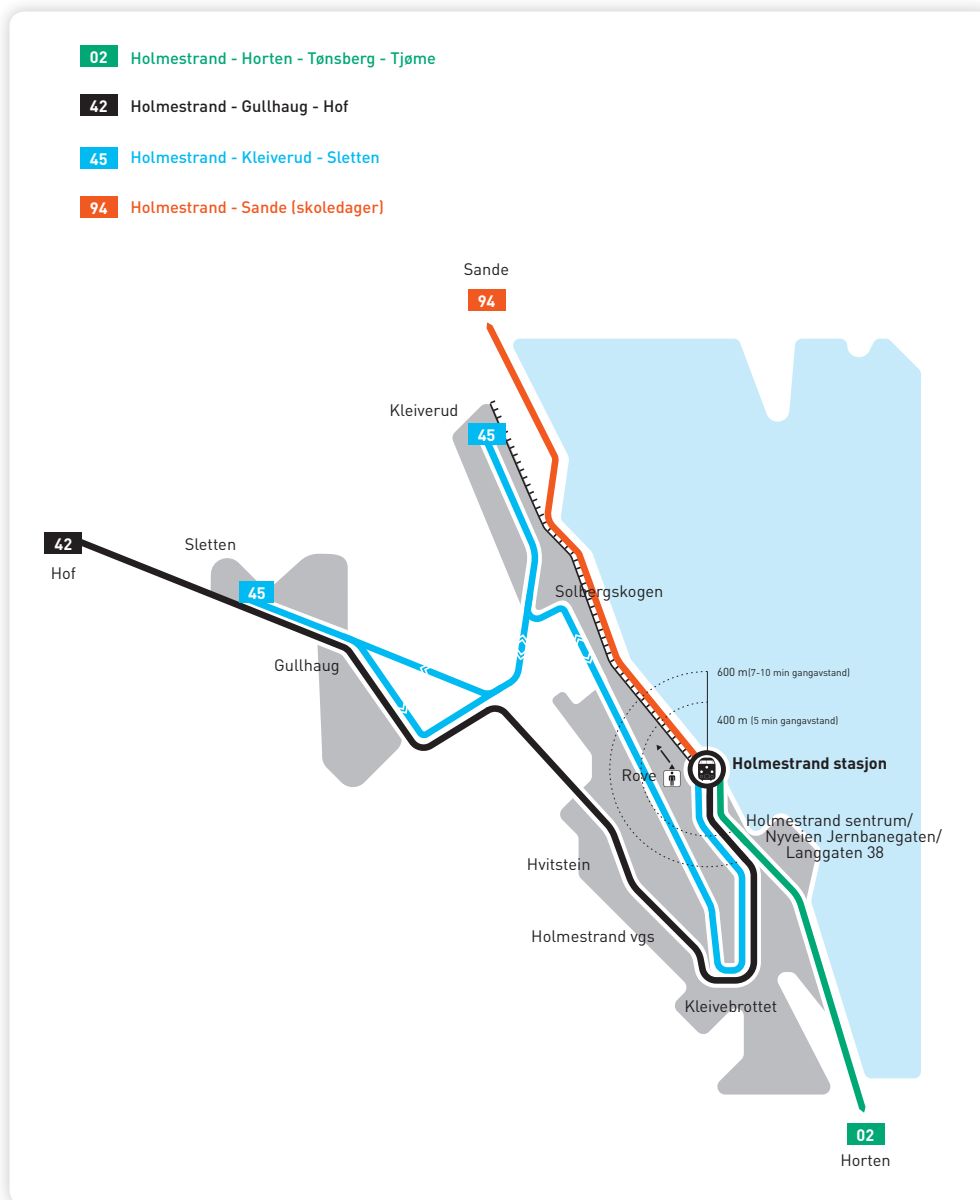 02 Holmestrand - Horten - Tønsberg - Tjøme
42 Holmestrand - Gullhaug - Hof
45 Holmestrand - Kleiverud - Sletten
94 Holmestrand - Sande (skoledager)
Sande
94
Kleiverud
45
42
Hof
Sletten
45
Solbergskogen
Gullhaug
600 m(7-10 min gangavstand)
400 m (5 min gangavstand)
Holmestrand stasjon
Rove
Holmestrand sentrum/
Nyveien Jernbanegaten/
Langgaten 38
Hvitstein
Holmestrand vgs
Kleivebrottet
02
Horten